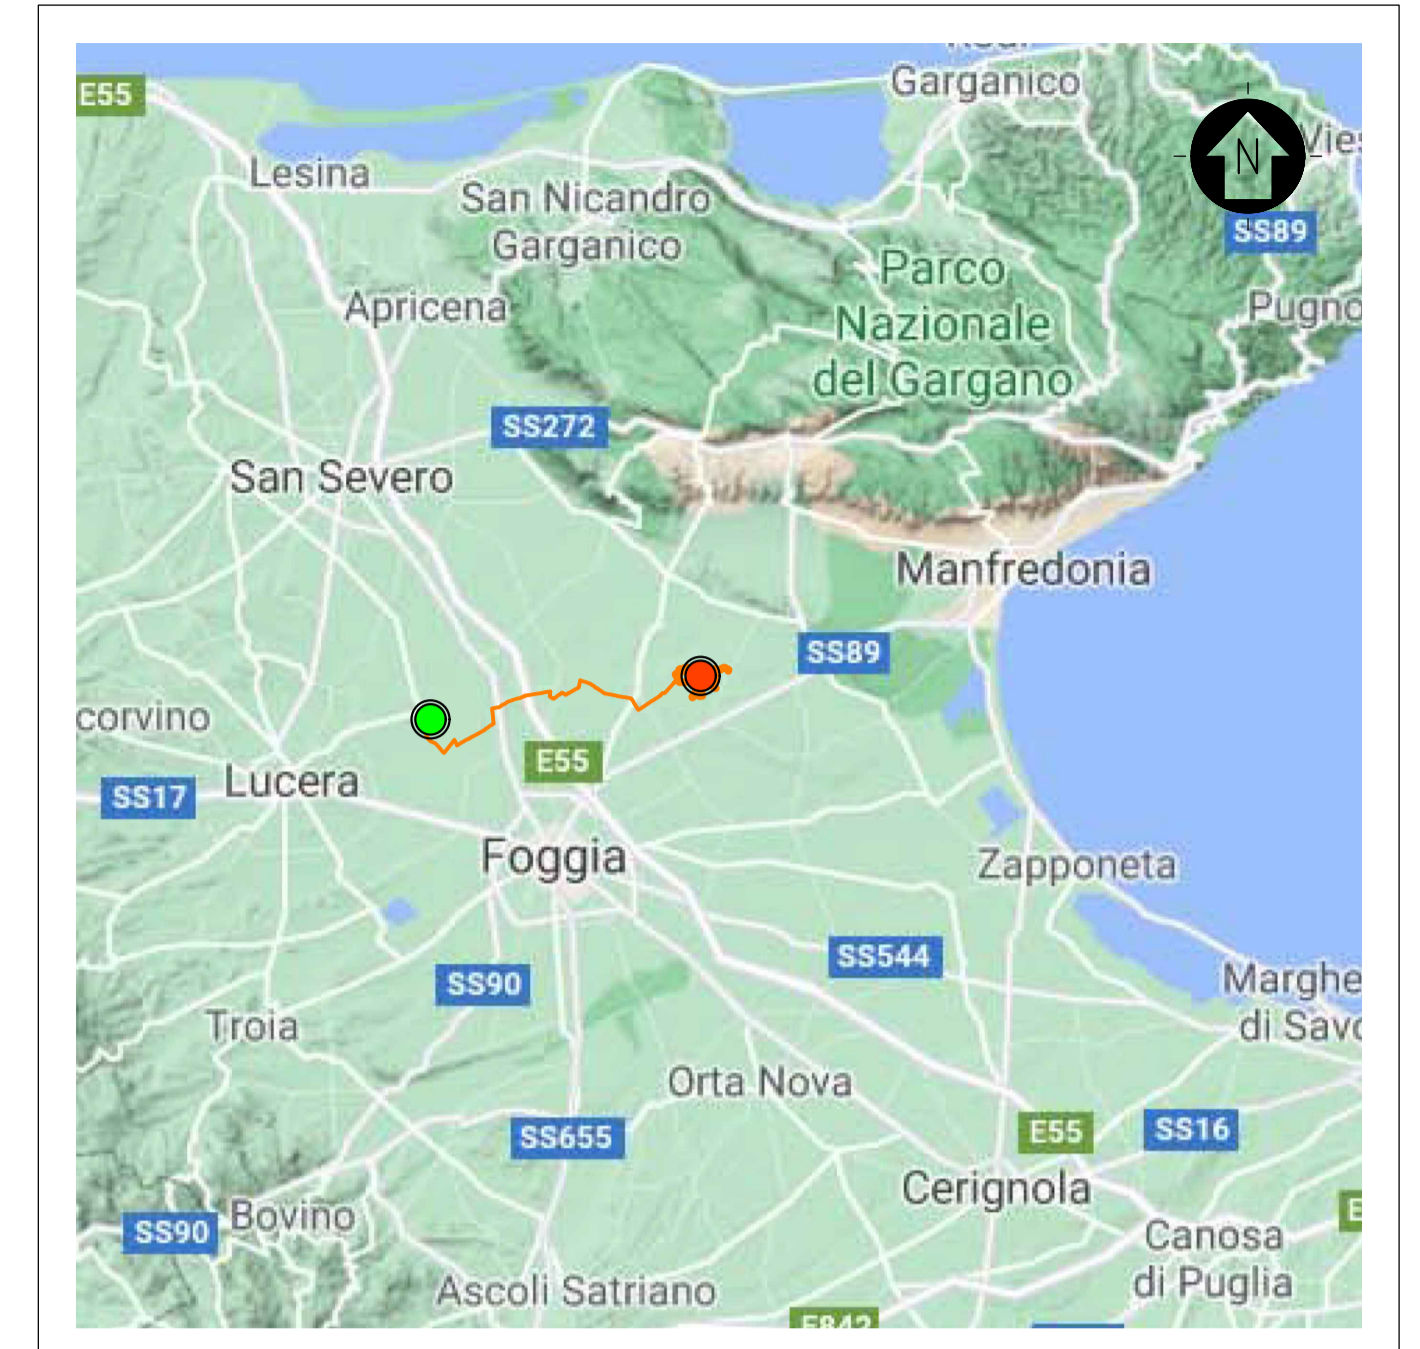 Garganico
E55
Vies
Lesina
San Nicandro
Garganico
N
SS89
Parco
Nazionale
del Gargano
Apricena
Pugno
SS272
San Severo
Manfredonia
SS89
corvino
E55
Lucera
SS17
Foggia
Zapponeta
SS544
SS90
Marghe
di Savo
Troia
Orta Nova
SS655
E55
SS16
Cerignola
Bovino
SS90
E
Canosa
di Puglia
Ascoli Satriano
E842